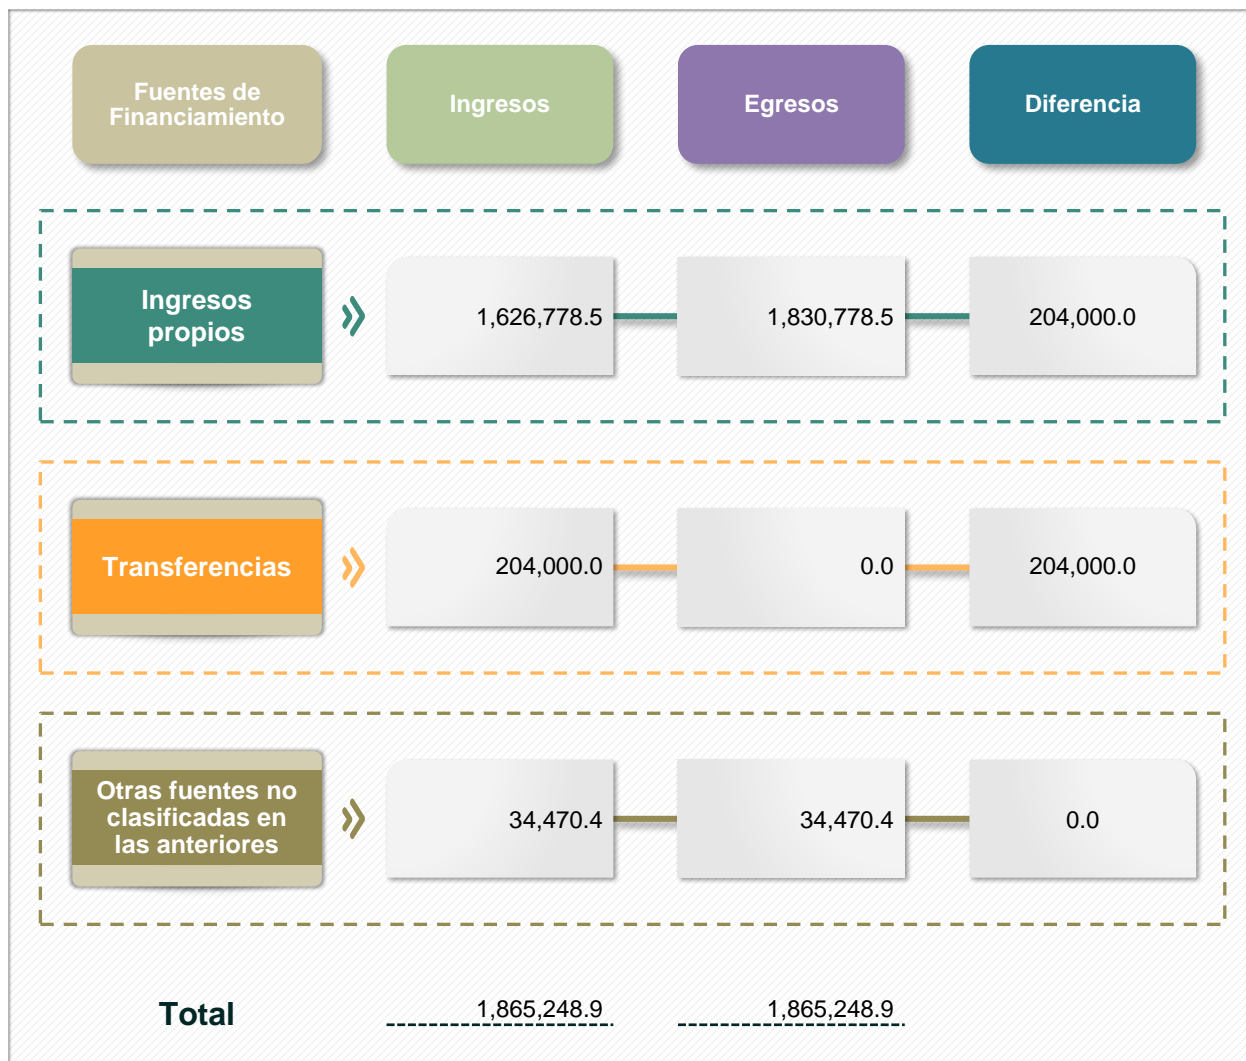 Fuentes de
Financiamiento
Ingresos
Egresos
Diferencia
Ingresos
propios
1,626,778.5
1,830,778.5
204,000.0
Transferencias
204,000.0
0.0
204,000.0
Otras fuentes no
clasificadas en
las anteriores
34,470.4
34,470.4
0.0
Total
1,865,248.9
1,865,248.9